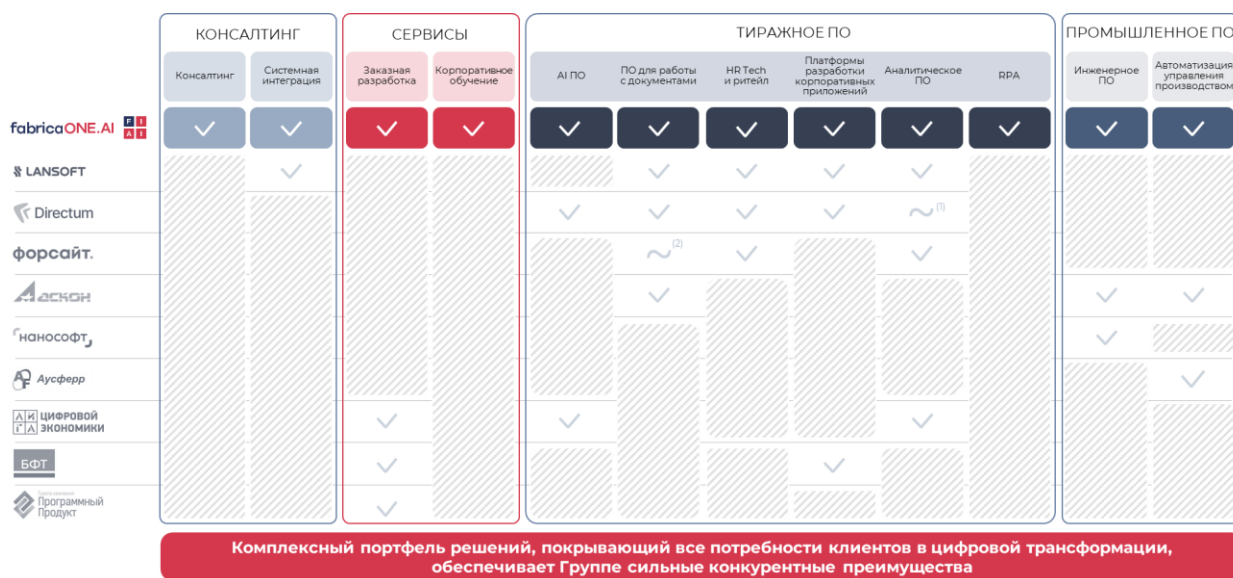 КОНСАЛТИНГ
СЕРВИСЫ
ТИРАЖНОЕ ПО
ПРОМЫШЛЕННОЕ ПО
Консалтинг
Системная
интеграция
Заказная
разработка
Корпоративное
обучение
AI ПО
ПО для работы
с документами
HR Tech
и ритейл
Платформы
разработки
корпоративных
приложений
Аналитическое
ПО
RPA
Инженерное
ПО
Автоматизация
управления
производством
fabricaONE.AI F I A I
LANSOFT
Directum
(1)
форсайт.
(2)
Аскон
нанософт
Аусферр
ЛИГА ЦИФРОВОЙ
ЭКОНОМИКИ
БФТ
Программный
Продукт
Комплексный портфель решений, покрывающий все потребности клиентов в цифровой трансформации,
обеспечивает Группе сильные конкурентные преимущества